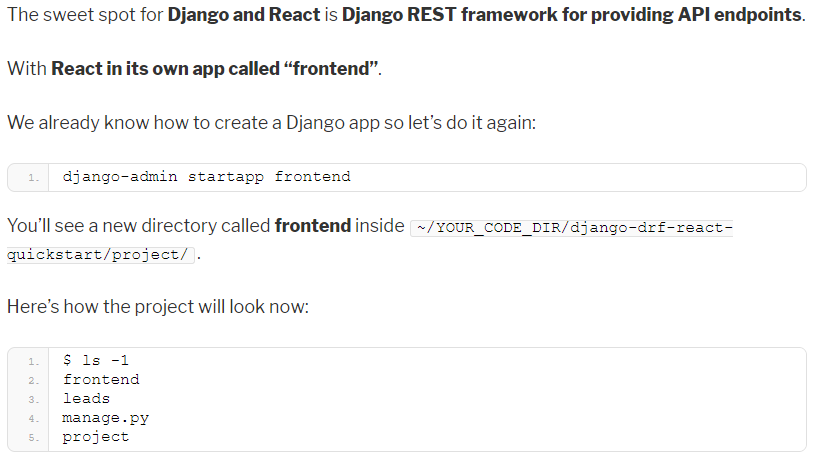 The sweet spot for Django and React is Django REST framework for providing API endpoints.
With React in its own app called “frontend”.
We already know how to create a Django app so let’s do it again:
1. django-admin startapp frontend
You’ll see a new directory called frontend inside ~/YOUR_CODE_DIR/django-drf-react-
quickstart/project/ .
Here’s how the project will look now:
1. $ ls -1
2. frontend
3. leads
4. manage.py
5. project